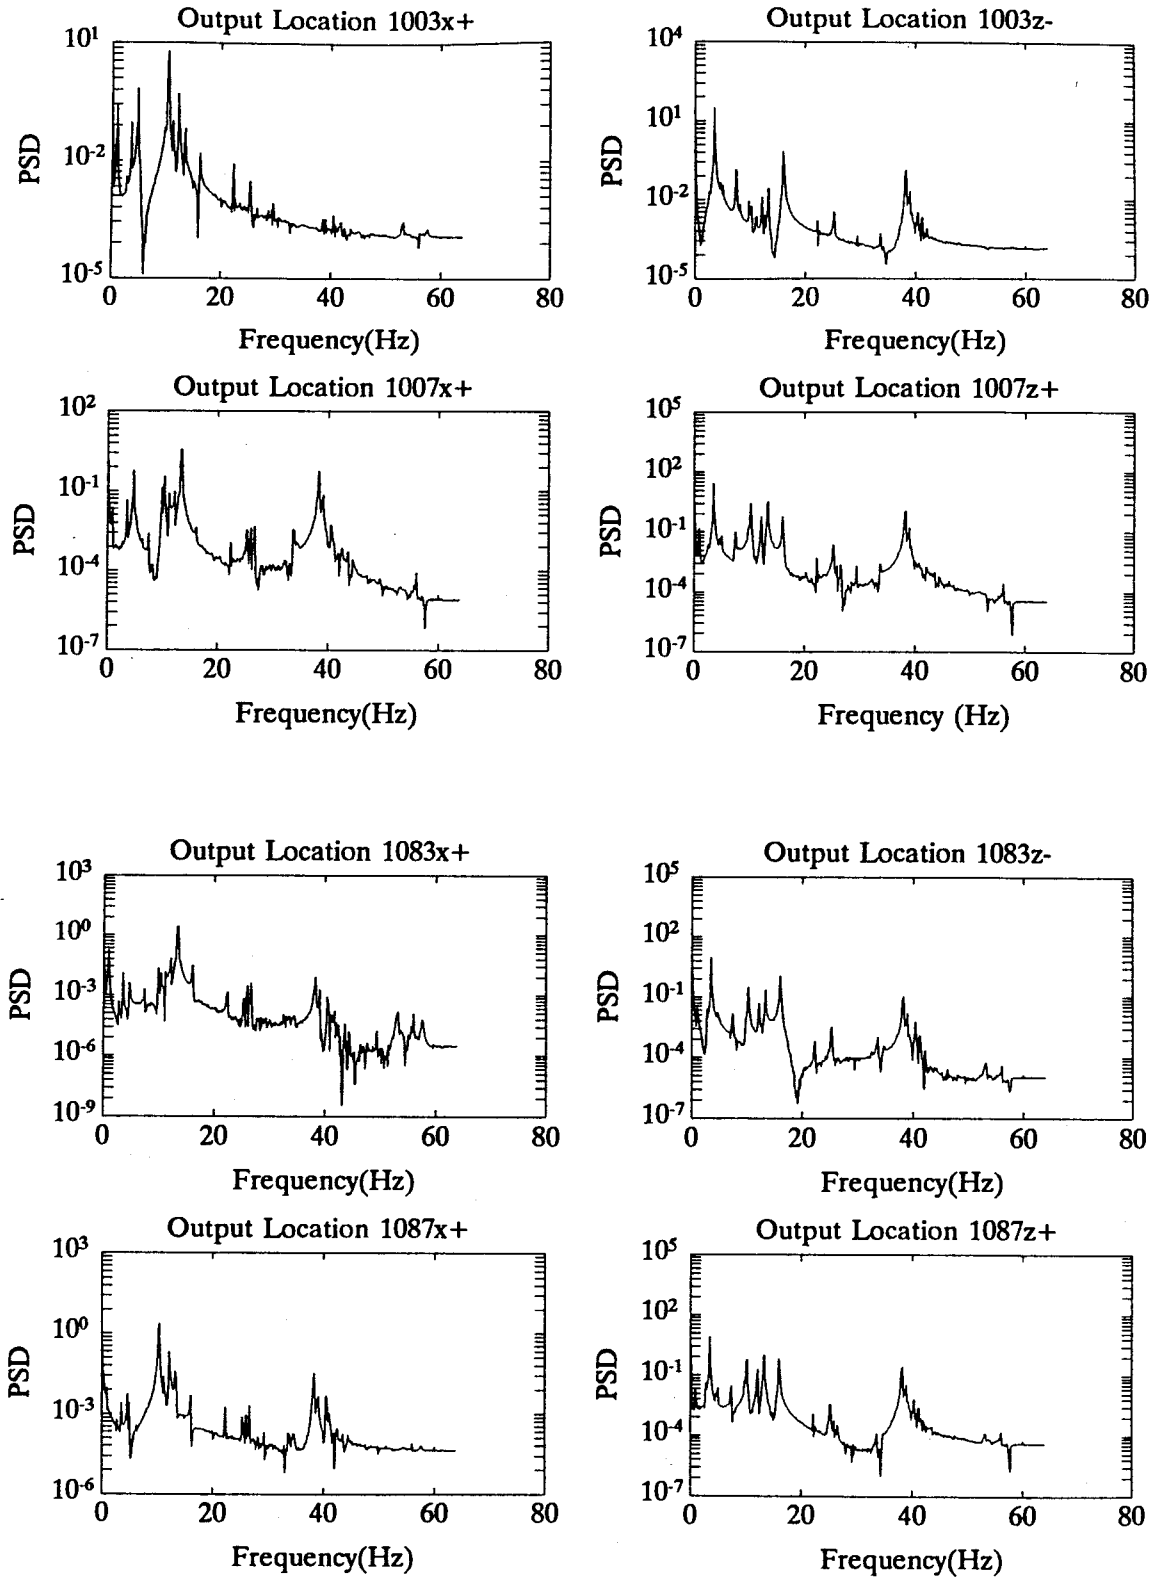 Output Location 1003x+
10^1
10^-2
10^-5
PSD
0 20 40 60 80
Frequency(Hz)
Output Location 1003z-
10^4
10^1
10^-2
10^-5
PSD
0 20 40 60 80
Frequency(Hz)
Output Location 1007x+
10^2
10^-1
10^-4
10^-7
PSD
0 20 40 60 80
Frequency(Hz)
Output Location 1007z+
10^5
10^2
10^-1
10^-4
10^-7
PSD
0 20 40 60 80
Frequency (Hz)
Output Location 1083x+
10^3
10^0
10^-3
10^-6
10^-9
PSD
0 20 40 60 80
Frequency(Hz)
Output Location 1083z-
10^5
10^2
10^-1
10^-4
10^-7
PSD
0 20 40 60 80
Frequency(Hz)
Output Location 1087x+
10^3
10^0
10^-3
10^-6
PSD
0 20 40 60 80
Frequency(Hz)
Output Location 1087z+
10^5
10^2
10^-1
10^-4
10^-7
PSD
0 20 40 60 80
Frequency(Hz)